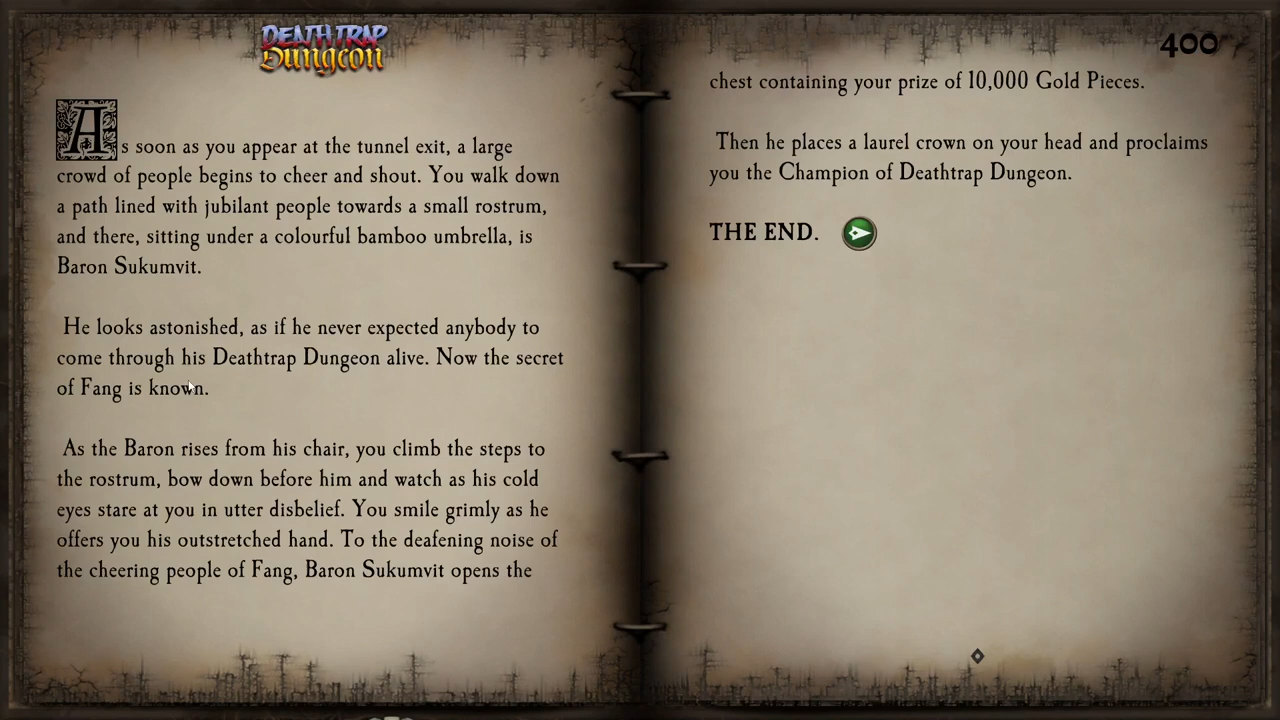 DEATHTRAP
Dungeon
As soon as you appear at the tunnel exit, a large
crowd of people begins to cheer and shout. You walk down
a path lined with jubilant people towards a small rostrum,
and there, sitting under a colourful bamboo umbrella, is
Baron Sukumvit.
He looks astonished, as if he never expected anybody to
come through his Deathtrap Dungeon alive. Now the secret
of Fang is known.
As the Baron rises from his chair, you climb the steps to
the rostrum, bow down before him and watch as his cold
eyes stare at you in utter disbelief. You smile grimly as he
offers you his outstretched hand. To the deafening noise of
the cheering people of Fang, Baron Sukumvit opens the
400
chest containing your prize of 10,000 Gold Pieces.
Then he places a laurel crown on your head and proclaims
you the Champion of Deathtrap Dungeon.
THE END.